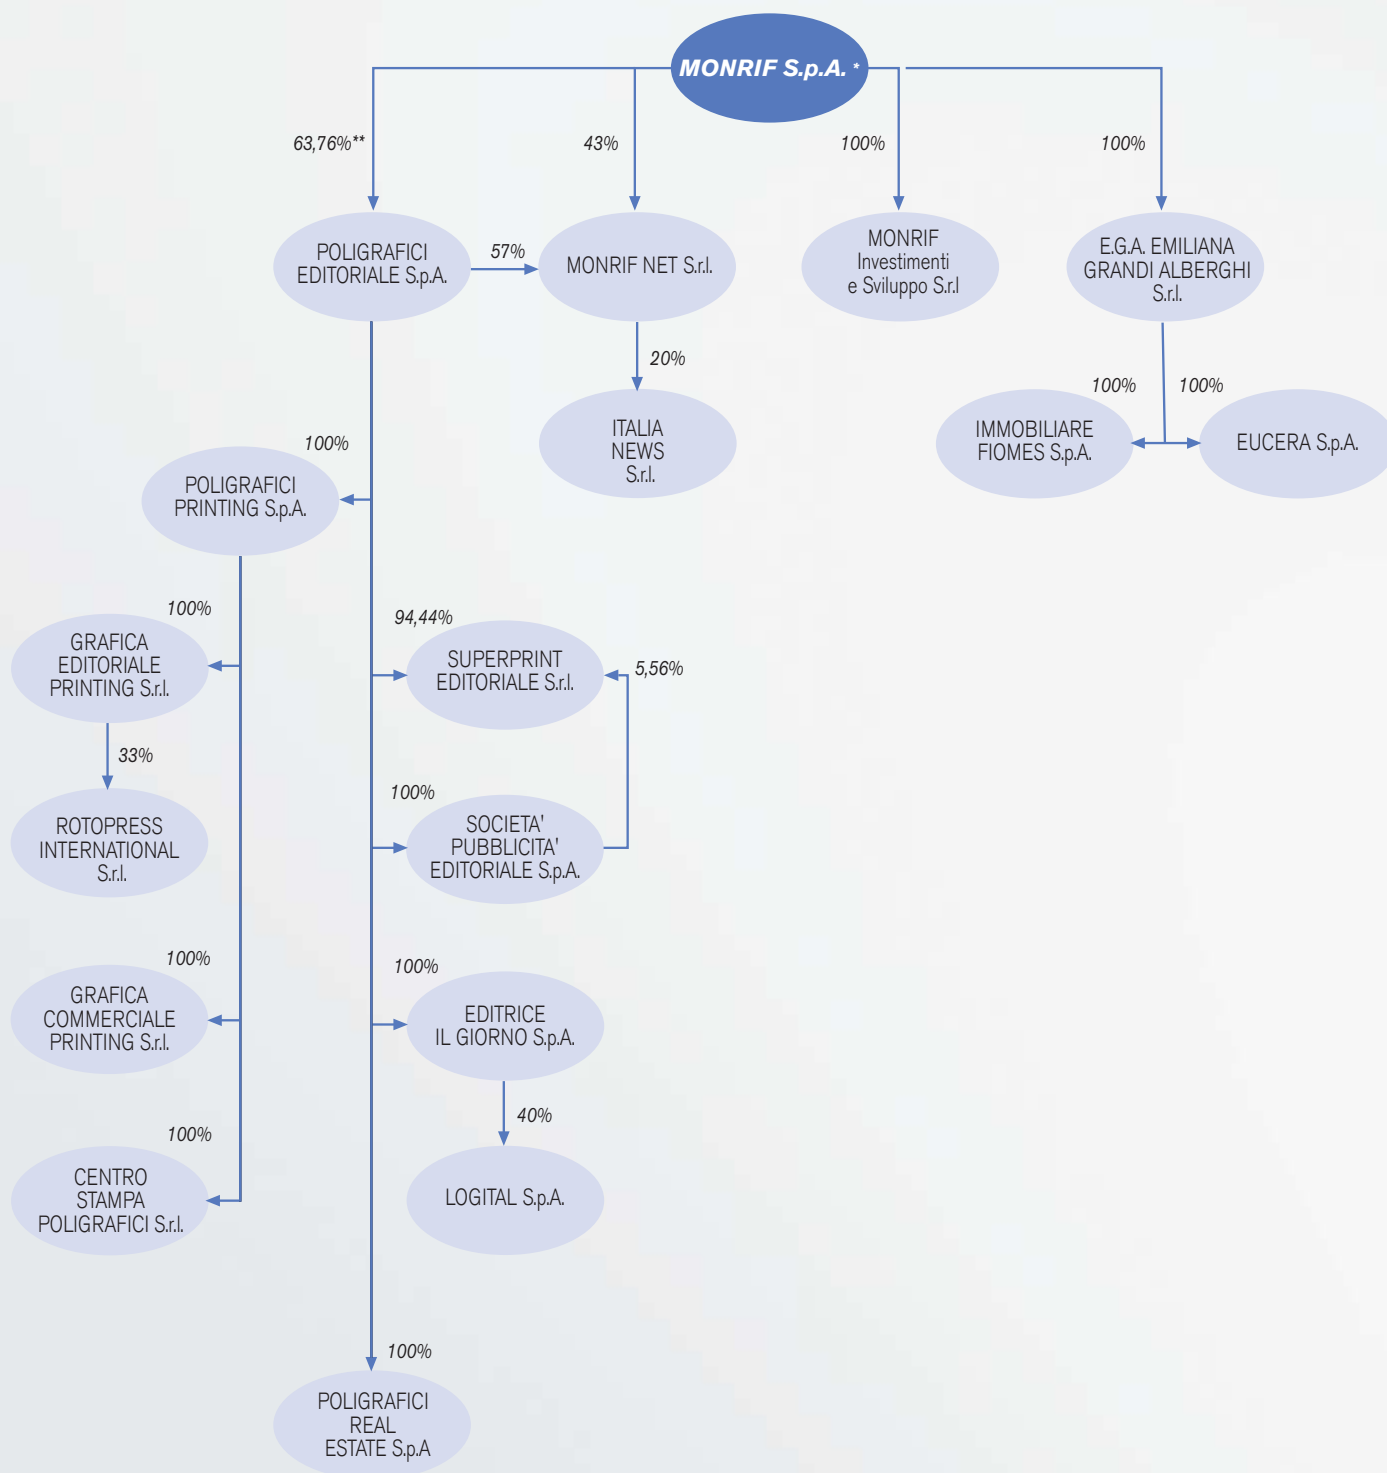 MONRIF S.p.A. *
63,76%**
43%
100%
100%
POLIGRAFICI
EDITORIALE S.p.A.
57%
MONRIF NET S.r.l.
MONRIF
Investimenti
e Sviluppo S.r.l
E.G.A. EMILIANA
GRANDI ALBERGHI
S.r.l.
20%
100%
100%
ITALIA
NEWS
S.r.l.
IMMOBILIARE
FIOMES S.p.A.
EUCERA S.p.A.
100%
POLIGRAFICI
PRINTING S.p.A.
100%
GRAFICA
EDITORIALE
PRINTING S.r.l.
94,44%
SUPERPRINT
EDITORIALE S.r.l.
5,56%
33%
ROTOPRESS
INTERNATIONAL
S.r.l.
100%
SOCIETA'
PUBBLICITA'
EDITORIALE S.p.A.
100%
GRAFICA
COMMERCIALE
PRINTING S.r.l.
100%
EDITRICE
IL GIORNO S.p.A.
100%
CENTRO
STAMPA
POLIGRAFICI S.r.l.
40%
LOGITAL S.p.A.
100%
POLIGRAFICI
REAL
ESTATE S.p.A